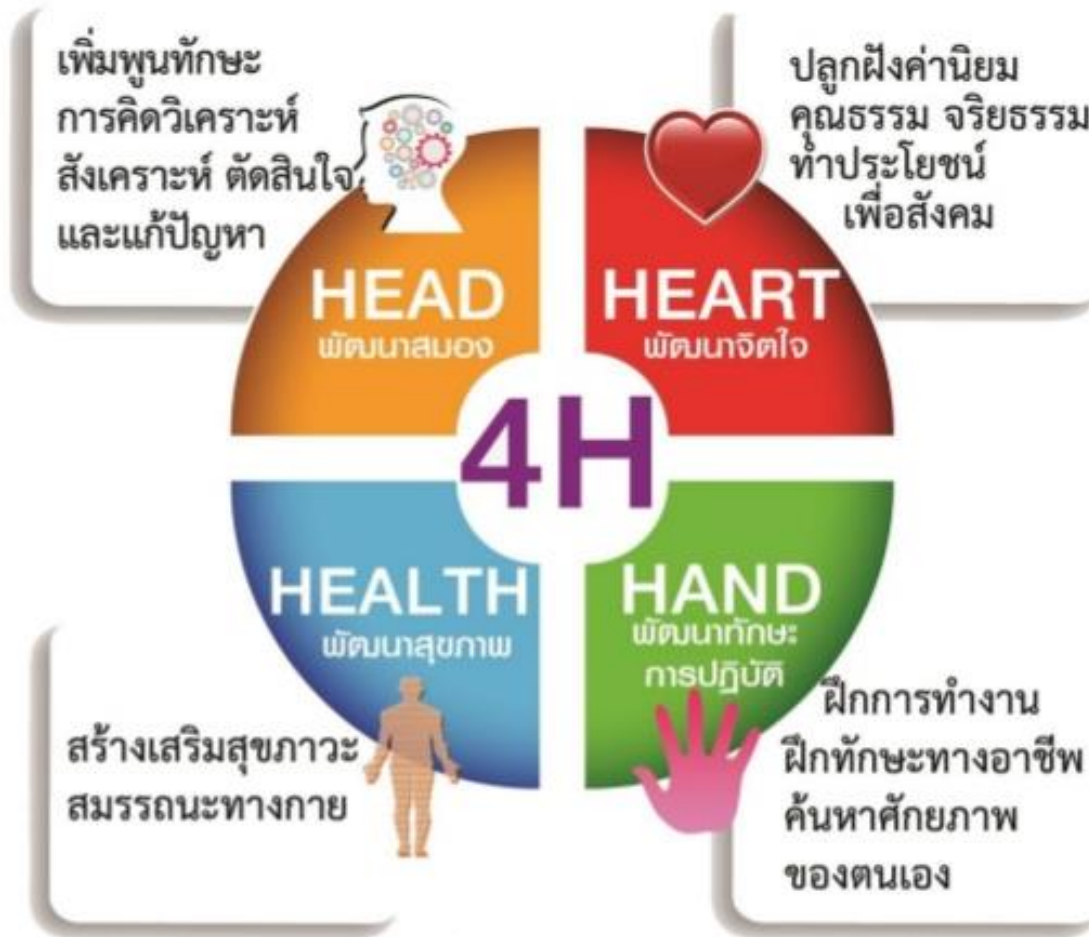 เพิ่มพูนทักษะ
การคิดวิเคราะห์
สังเคราะห์ ตัดสินใจ
และแก้ปัญหา
ปลูกฝังค่านิยม
คุณธรรม จริยธรรม
ทำประโยชน์
เพื่อสังคม
HEAD
พัฒนาสมอง
HEART
พัฒนาจิตใจ
4H
HEALTH
พัฒนาสุขภาพ
HAND
พัฒนาทักษะ
การปฏิบัติ
สร้างเสริมสุขภาวะ
สมรรถนะทางกาย
ฝึกการทำงาน
ฝึกทักษะทางอาชีพ
ค้นหาศักยภาพ
ของตนเอง